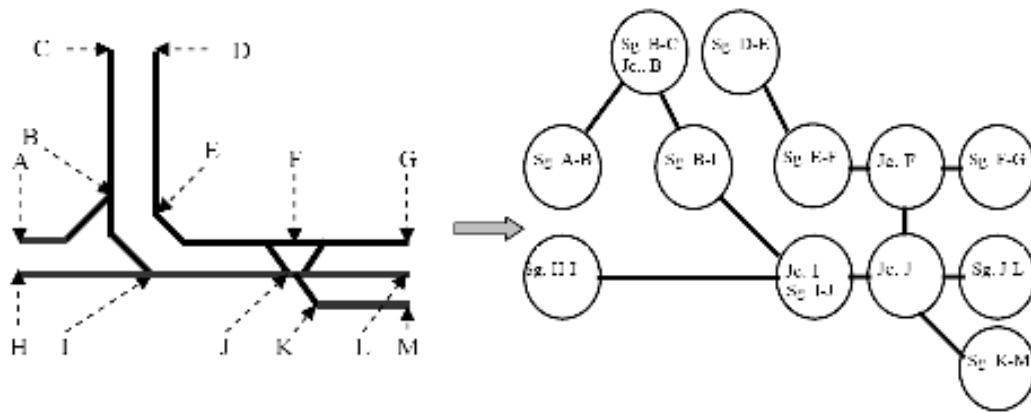 C
D
B
A
E
F
G
H
I
J
K
L
M
Sg. B-C
Jc. B
Sg. D-E
Sg. A-B
Sg. B-I
Sg. E-F
Jc. F
Sg. F-G
Sg. H-I
Jc. I
Sg. I-J
Jc. J
Sg. J-L
Sg. K-M